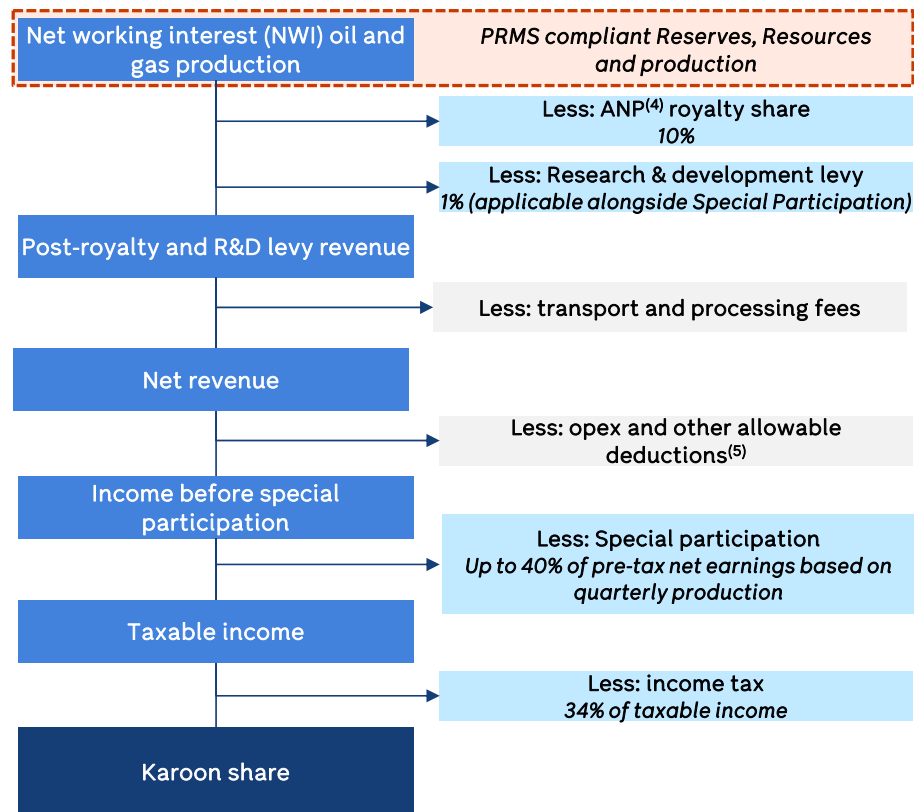 Net working interest (NWI) oil and
gas production
PRMS compliant Reserves, Resources
and production
Less: ANP(4) royalty share
10%
Less: Research & development levy
1% (applicable alongside Special Participation)
Post-royalty and R&D levy revenue
Less: transport and processing fees
Net revenue
Less: opex and other allowable
deductions(5)
Income before special
participation
Less: Special participation
Up to 40% of pre-tax net earnings based on
quarterly production
Taxable income
Less: income tax
34% of taxable income
Karoon share